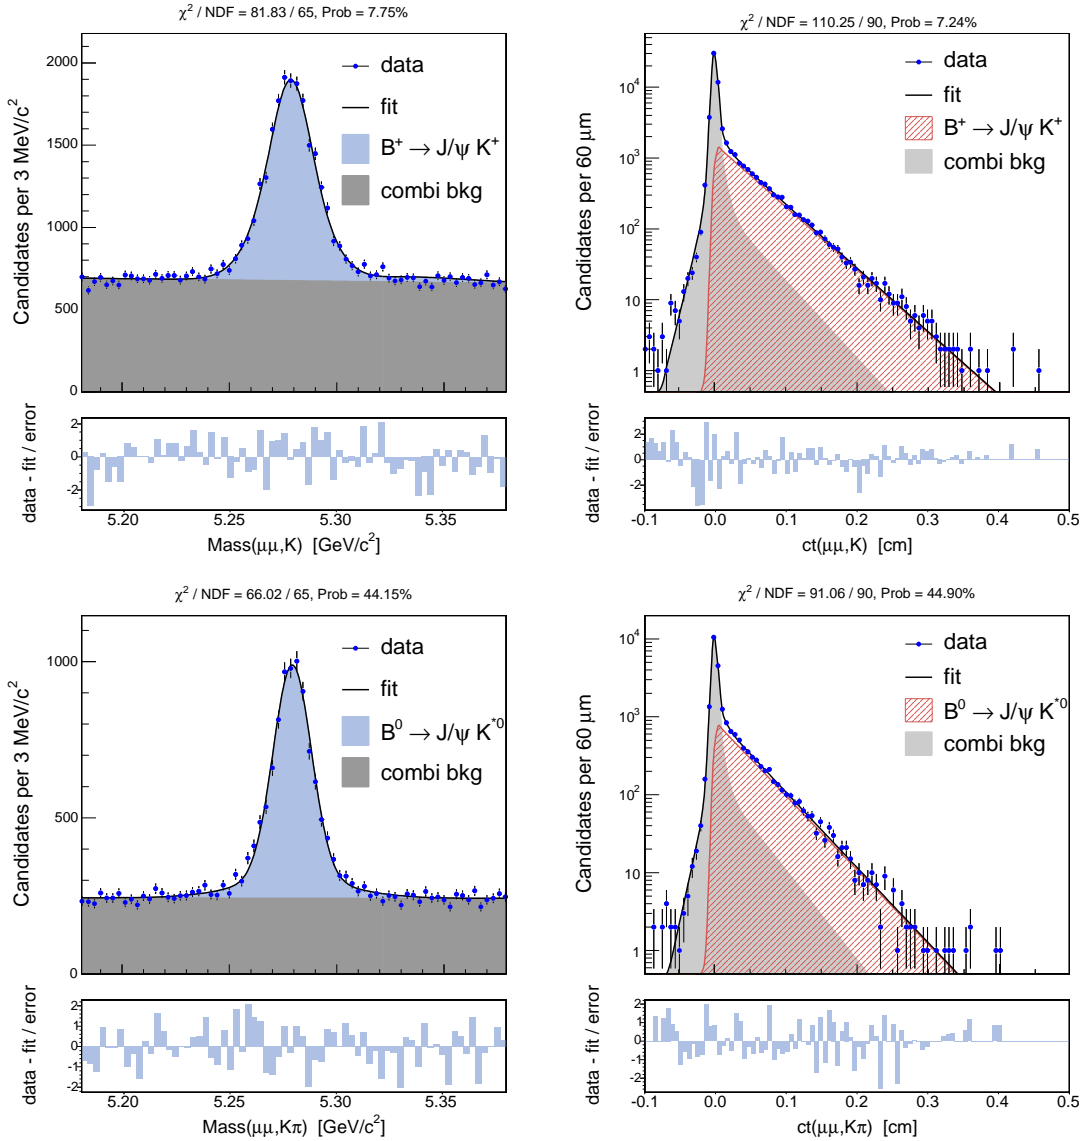 χ² / NDF = 81.83 / 65, Prob = 7.75%
Candidates per 3 MeV/c²
2000
1500
1000
500
0
data
fit
B⁺ → J/ψ K⁺
combi bkg
data - fit / error
2
0
-2
5.20 5.25 5.30 5.35
Mass(μμ,K) [GeV/c²]
χ² / NDF = 110.25 / 90, Prob = 7.24%
Candidates per 60 μm
10⁴
10³
10²
10
1
data
fit
B⁺ → J/ψ K⁺
combi bkg
data - fit / error
2
0
-2
-0.1 0.0 0.1 0.2 0.3 0.4 0.5
ct(μμ,K) [cm]
χ² / NDF = 66.02 / 65, Prob = 44.15%
Candidates per 3 MeV/c²
1000
500
0
data
fit
B⁰ → J/ψ K*⁰
combi bkg
data - fit / error
2
1
0
-1
-2
5.20 5.25 5.30 5.35
Mass(μμ,Kπ) [GeV/c²]
χ² / NDF = 91.06 / 90, Prob = 44.90%
Candidates per 60 μm
10⁴
10³
10²
10
1
data
fit
B⁰ → J/ψ K*⁰
combi bkg
data - fit / error
2
1
0
-1
-2
-0.1 0.0 0.1 0.2 0.3 0.4 0.5
ct(μμ,Kπ) [cm]